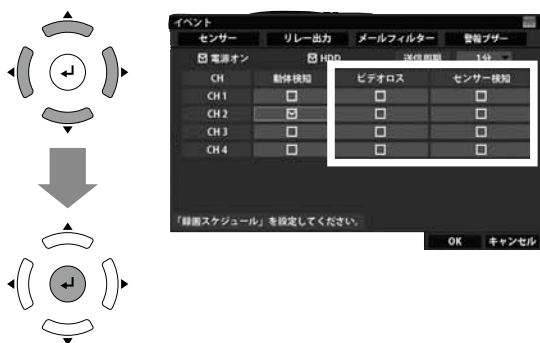 イベント
センサー リレー出力 メールフィルター 警報ブザー
電源オン HDD 送信周期 1分
CH 動体検知 ビデオロス センサー検知
CH 1
CH 2
CH 3
CH 4
「録画スケジュール」を設定してください。
OK キャンセル